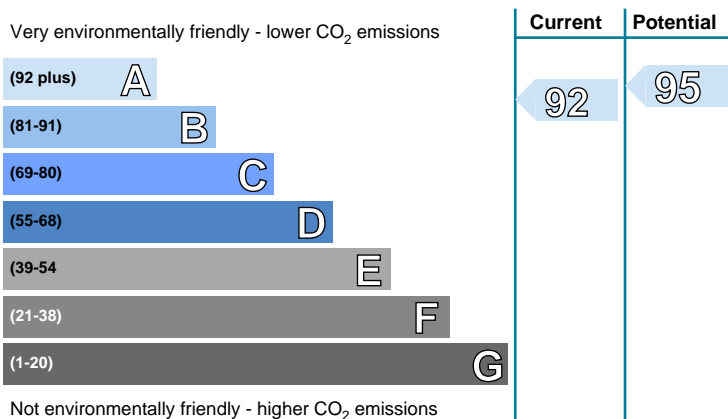 Very environmentally friendly - lower CO2 emissions
Current Potential
(92 plus) A
92 95
(81-91) B
(69-80) C
(55-68) D
(39-54 E
(21-38) F
(1-20) G
Not environmentally friendly - higher CO2 emissions